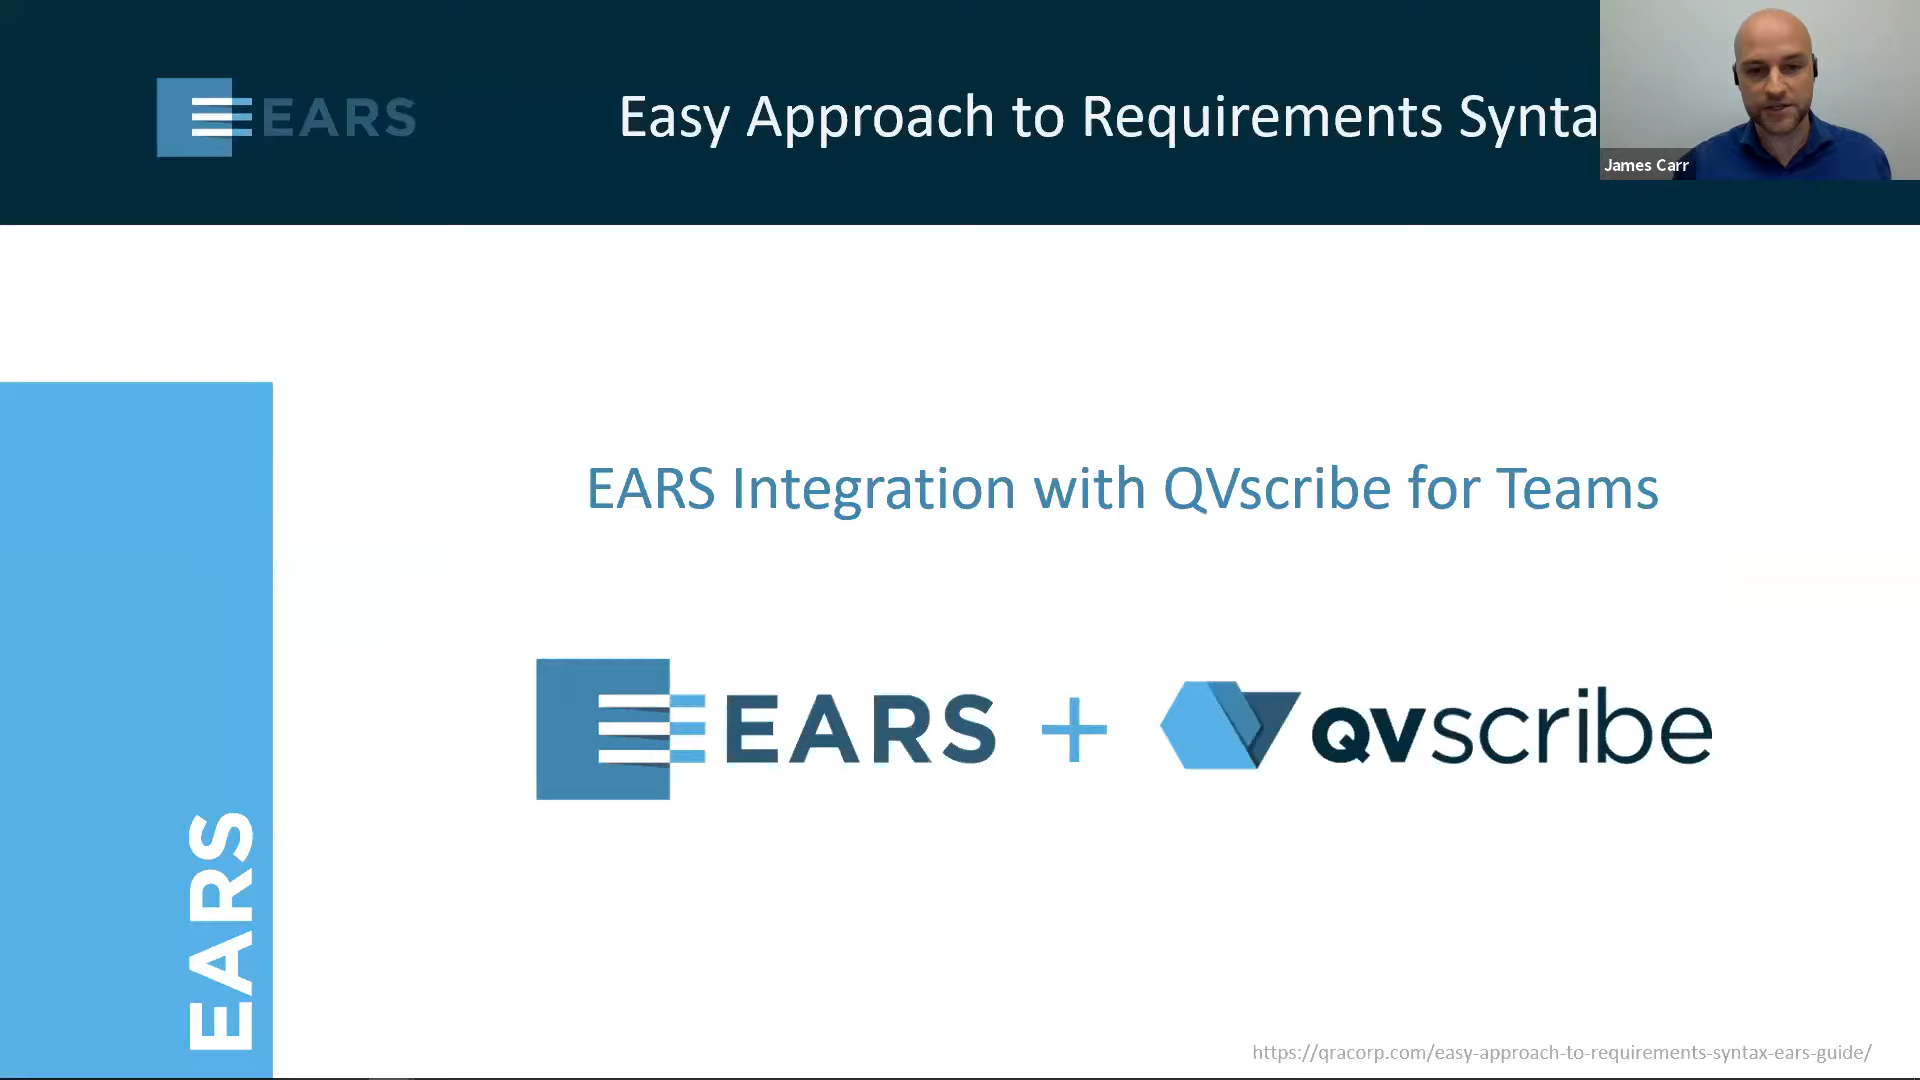 EARS
Easy Approach to Requirements Synta
James Carr
EARS Integration with QVscribe for Teams
EARS + QVscribe
EARS
https://qracorp.com/easy-approach-to-requirements-syntax-ears-guide/